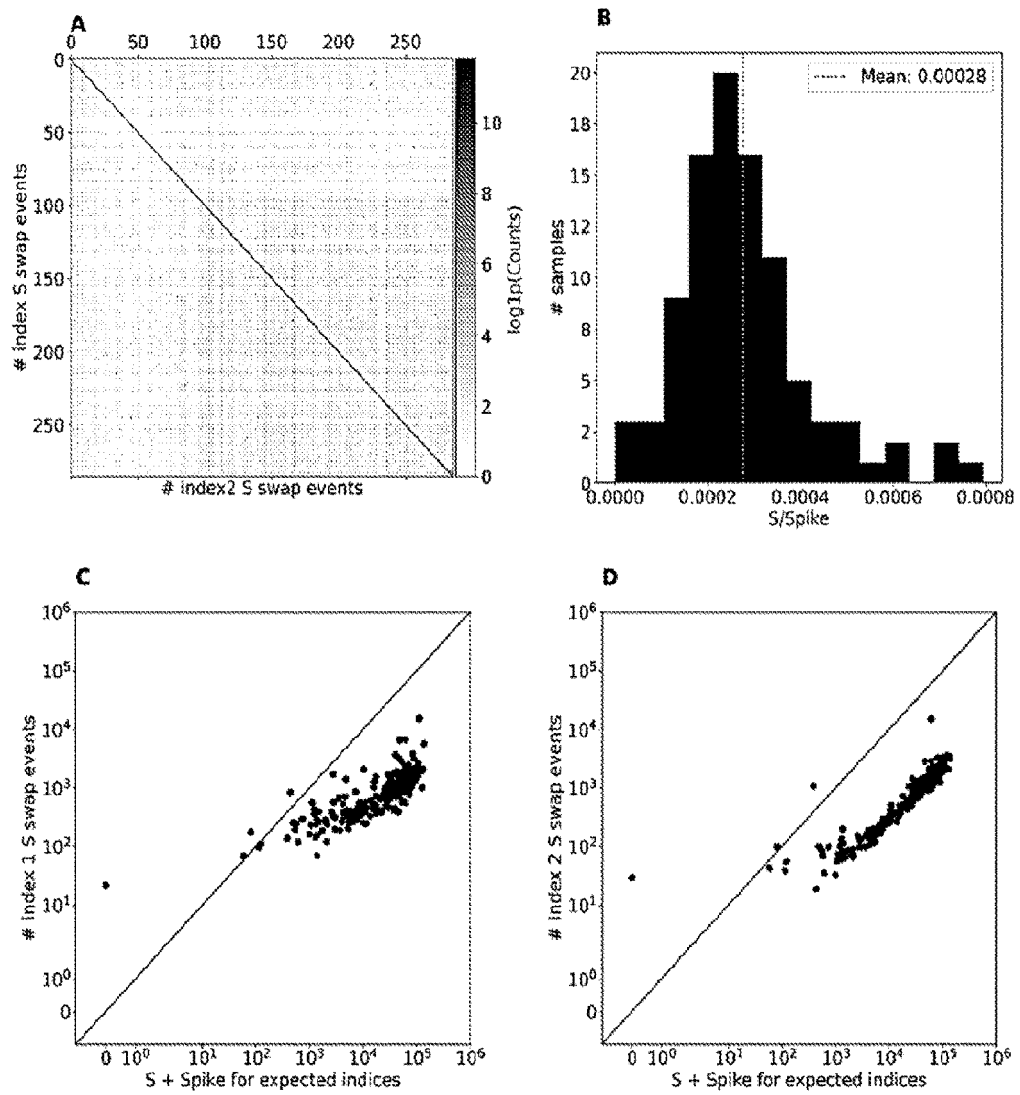 A
0 50 100 150 200 250
0
50
100
150
200
250
# index S swap events
# index2 S swap events
10
8
6
4
2
0
log1p(Counts)
B
Mean: 0.00028
20
18
15
12
10
8
5
2
0
# samples
0.0000 0.0002 0.0004 0.0006 0.0008
S/Spike
C
10⁶
10⁵
10⁴
10³
10²
10¹
10⁰
0
# index 1 S swap events
0 10⁰ 10¹ 10² 10³ 10⁴ 10⁵ 10⁶
S + Spike for expected indices
D
10⁶
10⁵
10⁴
10³
10²
10¹
10⁰
0
# index 2 S swap events
0 10⁰ 10¹ 10² 10³ 10⁴ 10⁵ 10⁶
S + Spike for expected indices